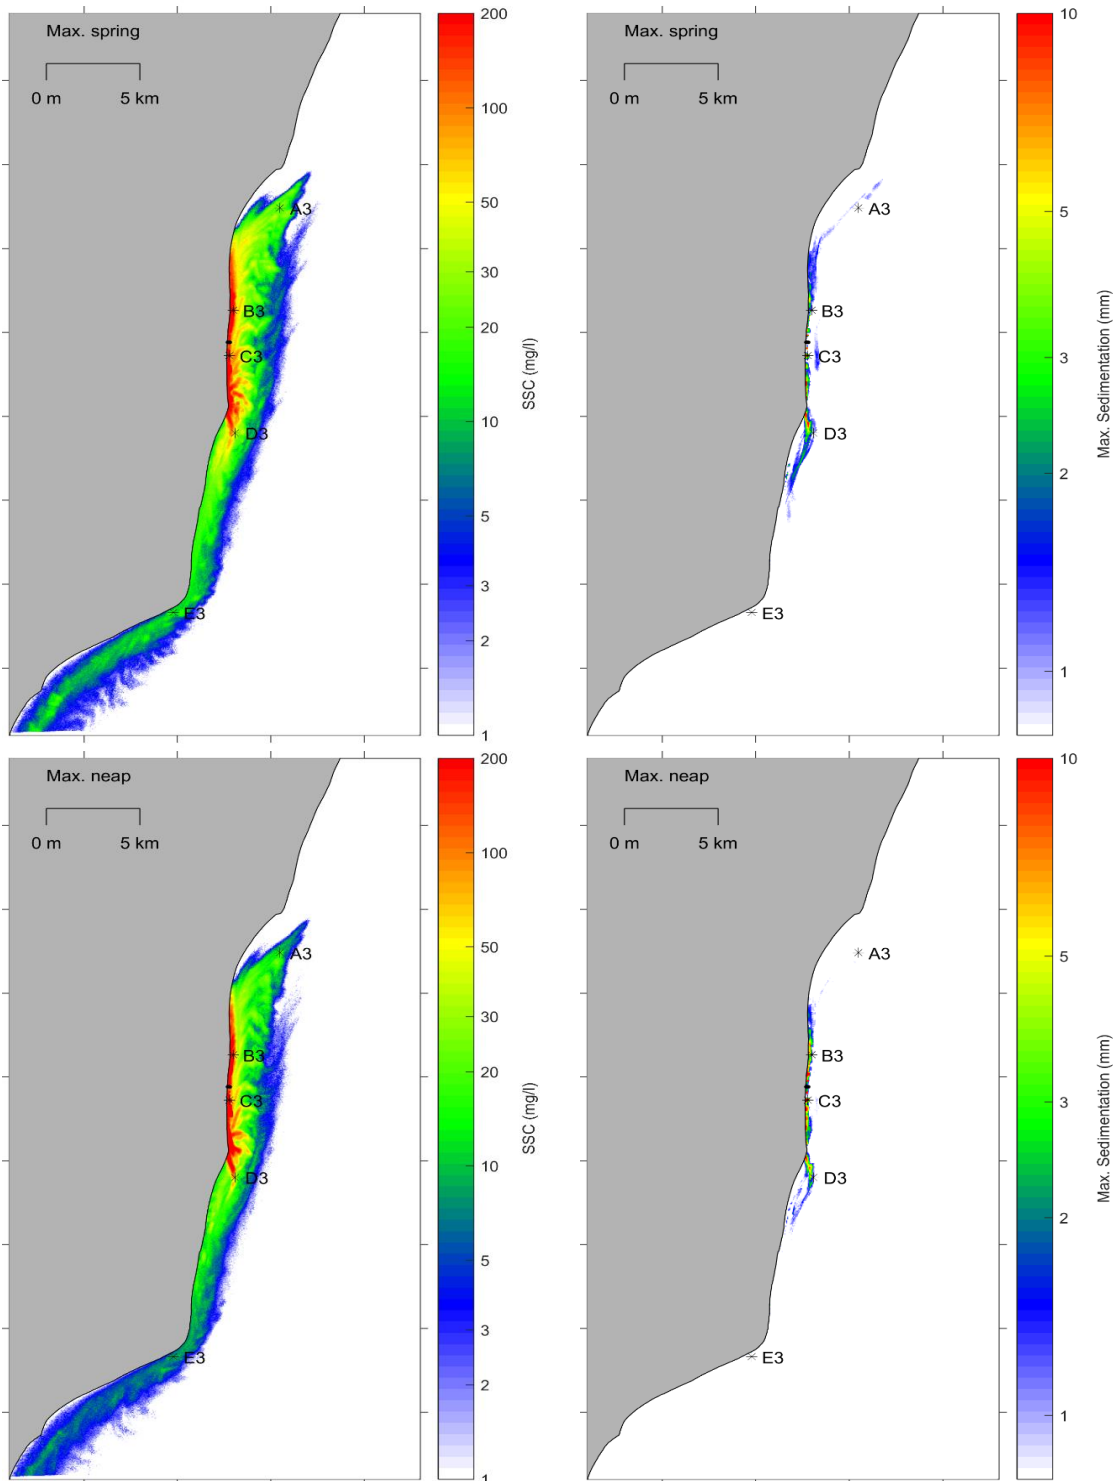 Max. spring
0 m 5 km
A3
B3
C3
D3
E3
200
100
50
30
20
10
5
3
2
1
SSC (mg/l)
Max. spring
0 m 5 km
A3
B3
C3
D3
E3
10
5
3
2
1
Max. Sedimentation (mm)
Max. neap
0 m 5 km
A3
B3
C3
D3
E3
200
100
50
30
20
10
5
3
2
1
SSC (mg/l)
Max. neap
0 m 5 km
A3
B3
C3
D3
E3
10
5
3
2
1
Max. Sedimentation (mm)